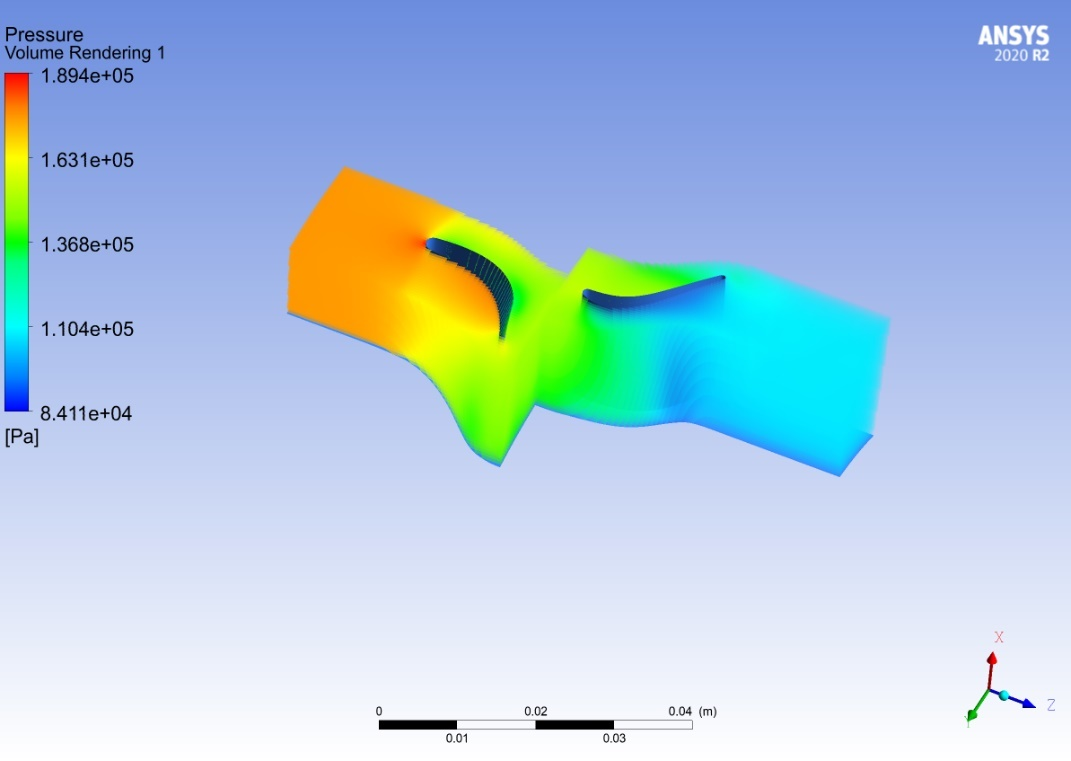 Pressure
Volume Rendering 1
1.894e+05
1.631e+05
1.368e+05
1.104e+05
8.411e+04
[Pa]
ANSYS
2020 R2
0 0.02 0.04 (m)
0.01 0.03
X
Y
Z